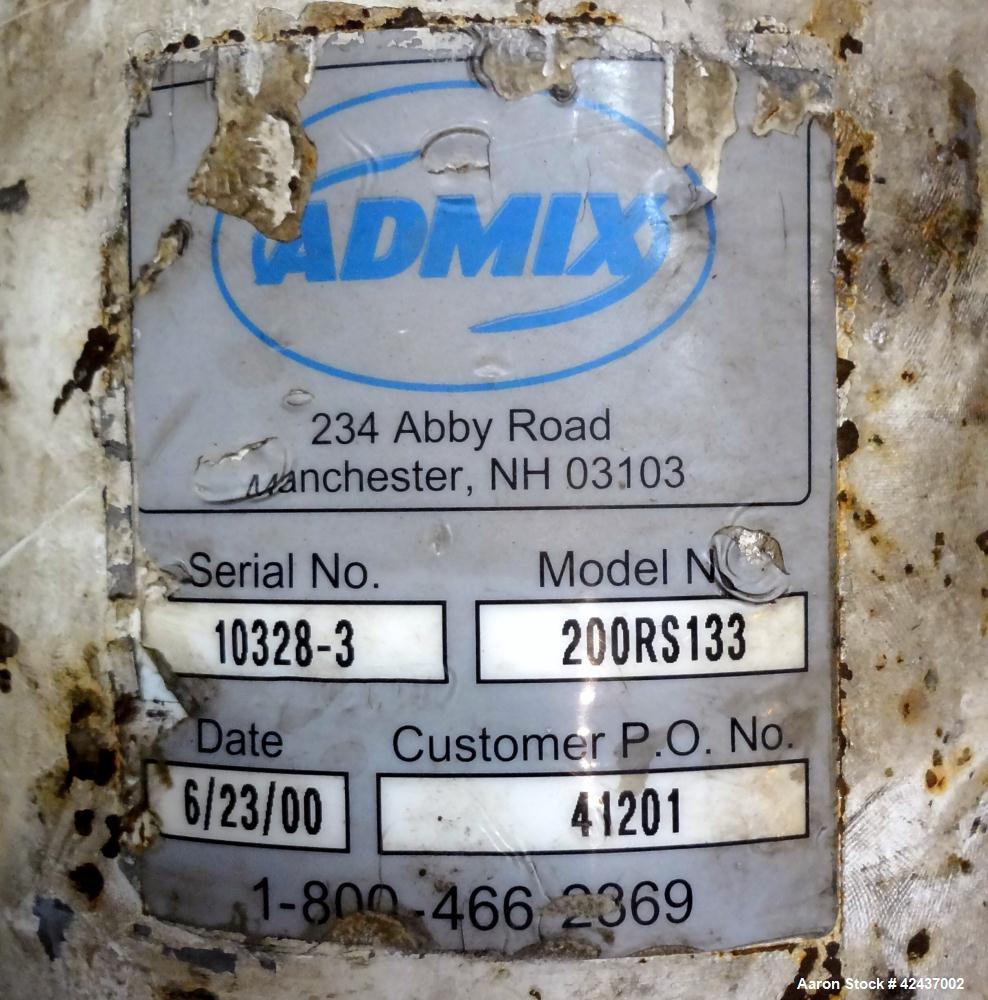 ADMIX
234 Abby Road
Manchester, NH 03103
Serial No. Model N
10328-3 200RS133
Date Customer P.O. No.
6/23/00 41201
1-800-466-2369
Aaron Stock # 42437002